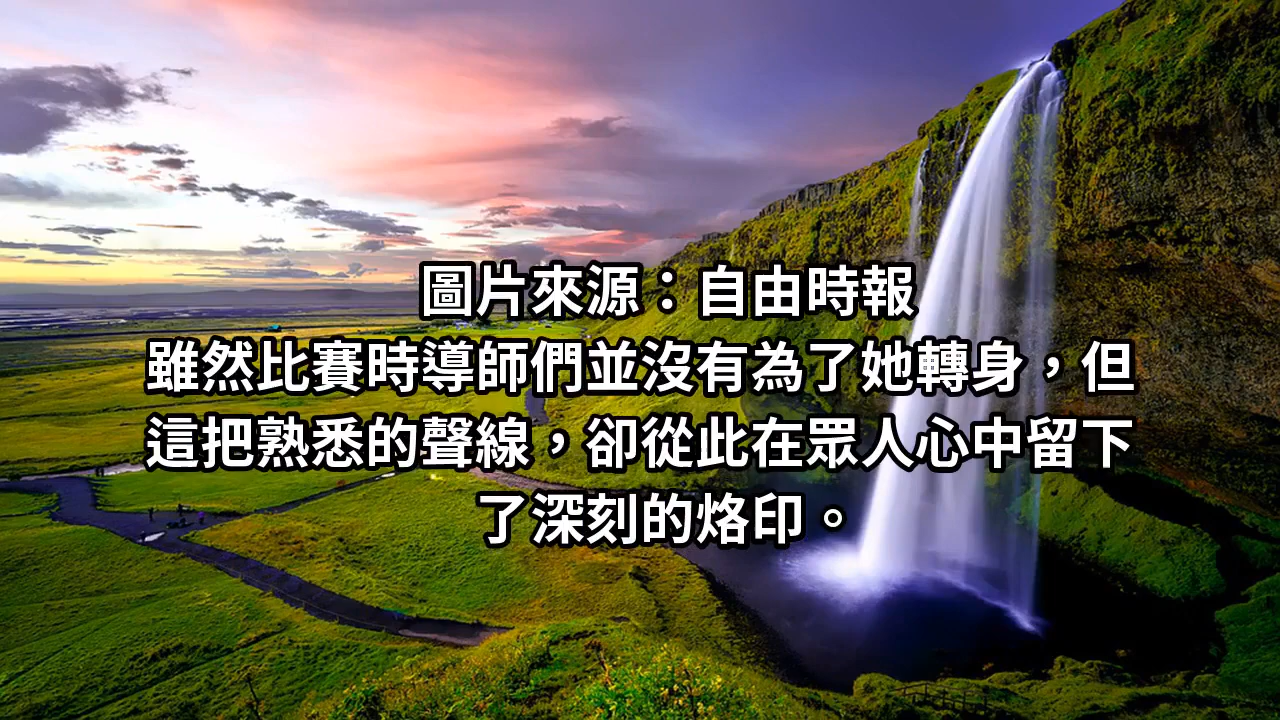 圖片來源：自由時報
雖然比賽時導師們並沒有為了她轉身，但
這把熟悉的聲線，卻從此在眾人心中留下
了深刻的烙印。